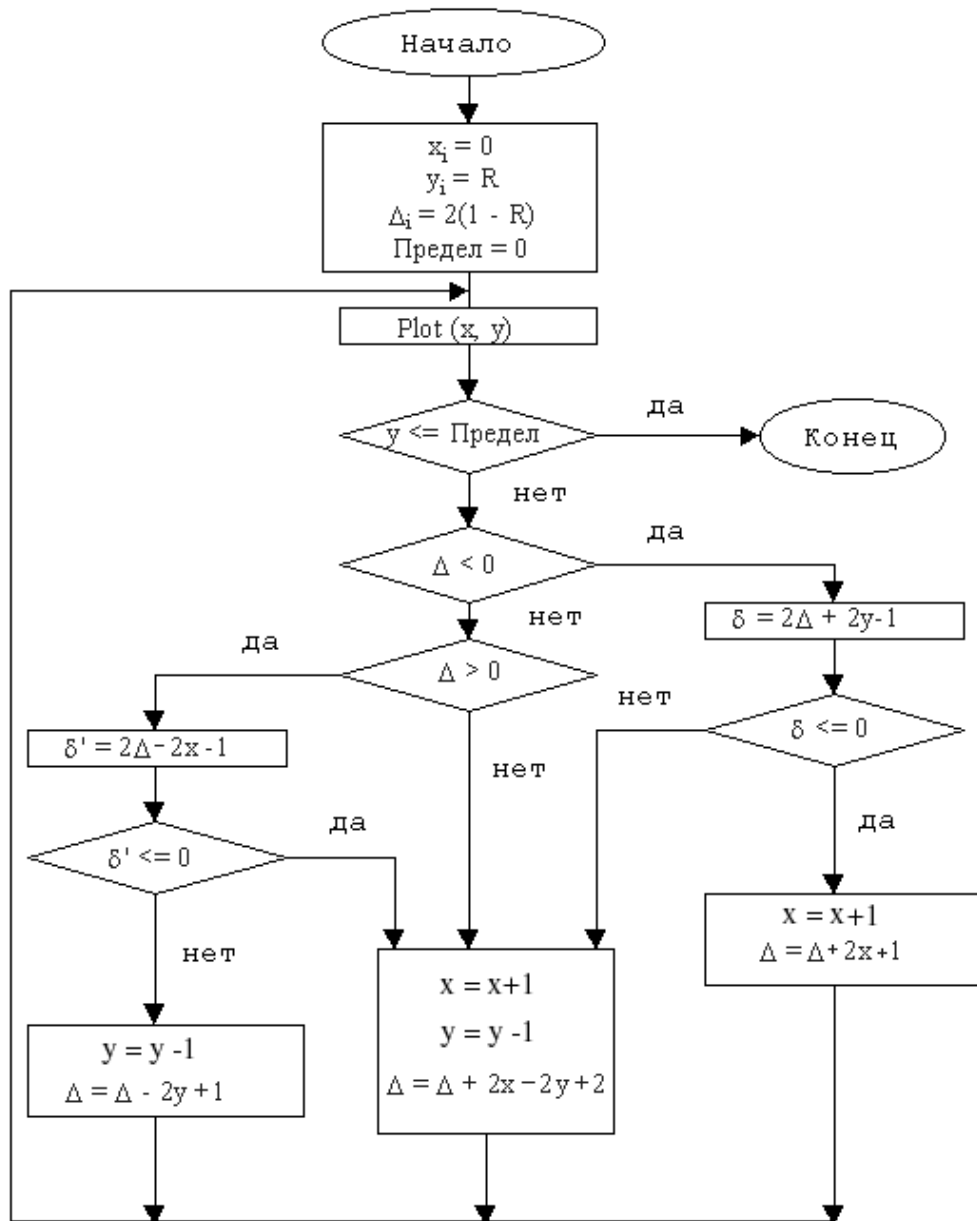 Начало
xi = 0
yi = R
Δi = 2(1 - R)
Предел = 0
Plot (x, y)
y <= Предел
да
Конец
нет
Δ < 0
да
δ = 2Δ + 2y-1
нет
Δ > 0
да
нет
δ <= 0
нет
да
δ' = 2Δ-2x-1
δ' <= 0
да
нет
x = x+1
Δ = Δ+2x+1
x = x+1
y = y -1
Δ = Δ + 2x-2y+2
y = y -1
Δ = Δ - 2y+1